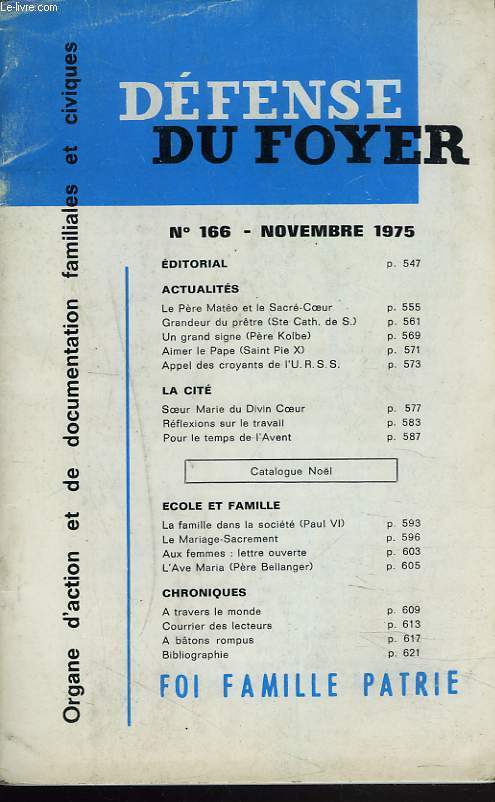 Le-livre.com
DÉFENSE
DU FOYER
Organe d'action et de documentation familiales et civiques
N° 166 - NOVEMBRE 1975
ÉDITORIAL p. 547
ACTUALITÉS
Le Père Matéo et le Sacré-Cœur p. 555
Grandeur du prêtre (Ste Cath. de S.) p. 561
Un grand signe (Père Kolbe) p. 569
Aimer le Pape (Saint Pie X) p. 571
Appel des croyants de l'U.R.S.S. p. 573
LA CITÉ
Sœur Marie du Divin Cœur p. 577
Réflexions sur le travail p. 583
Pour le temps de l'Avent p. 587
Catalogue Noël
ECOLE ET FAMILLE
La famille dans la société (Paul VI) p. 593
Le Mariage-Sacrement p. 596
Aux femmes : lettre ouverte p. 603
L'Ave Maria (Père Bellanger) p. 605
CHRONIQUES
A travers le monde p. 609
Courrier des lecteurs p. 613
A bâtons rompus p. 617
Bibliographie p. 621
FOI FAMILLE PATRIE